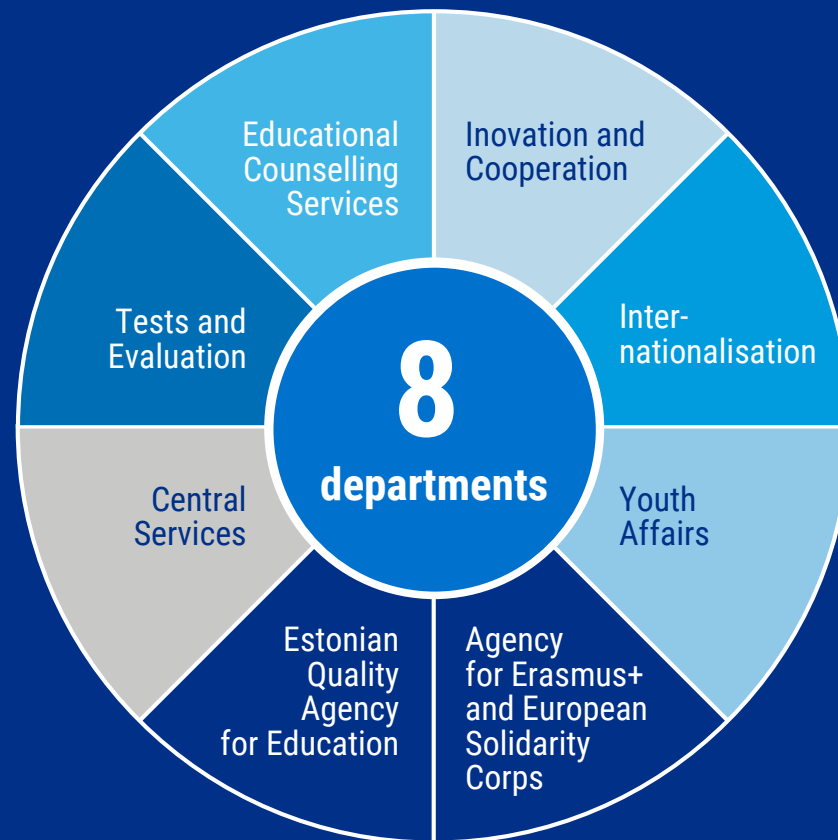 Educational
Counselling
Services
Inovation and
Cooperation
Tests and
Evaluation
Inter-
nationalisation
8
departments
Central
Services
Youth
Affairs
Estonian
Quality
Agency
for Education
Agency
for Erasmus+
and European
Solidarity
Corps